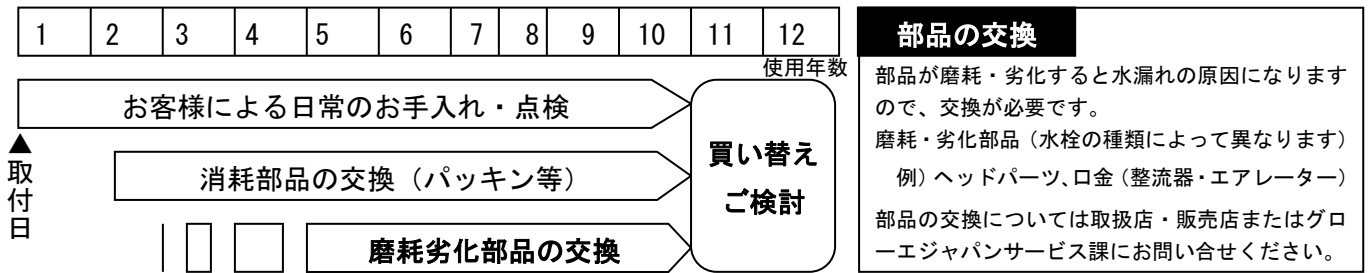 1 2 3 4 5 6 7 8 9 10 11 12
使用年数
お客様による日常のお手入れ・点検
▲取付日
消耗部品の交換（パッキン等）
磨耗劣化部品の交換
買い替え
ご検討
部品の交換
部品が磨耗・劣化すると水漏れの原因になります
ので、交換が必要です。
磨耗・劣化部品（水栓の種類によって異なります）
例）ヘッドパーツ、口金（整流器・エアレーター）
部品の交換については取扱店・販売店またはグロ
ーエジャパンサービス課にお問い合せください。